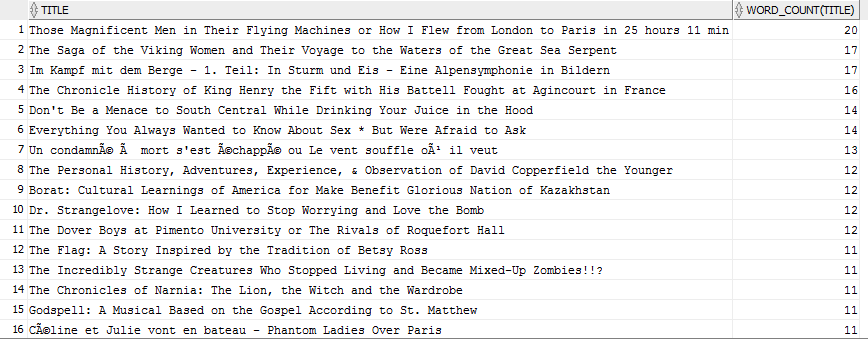 TITLE WORD_COUNT(TITLE)
1 Those Magnificent Men in Their Flying Machines or How I Flew from London to Paris in 25 hours 11 min 20
2 The Saga of the Viking Women and Their Voyage to the Waters of the Great Sea Serpent 17
3 Im Kampf mit dem Berge - 1. Teil: In Sturm und Eis - Eine Alpensymphonie in Bildern 17
4 The Chronicle History of King Henry the Fift with His Battell Fought at Agincourt in France 16
5 Don't Be a Menace to South Central While Drinking Your Juice in the Hood 14
6 Everything You Always Wanted to Know About Sex * But Were Afraid to Ask 14
7 Un condamnÃ© Ã  mort s'est Ã©chappÃ© ou Le vent souffle oÃ¹ il veut 13
8 The Personal History, Adventures, Experience, & Observation of David Copperfield the Younger 12
9 Borat: Cultural Learnings of America for Make Benefit Glorious Nation of Kazakhstan 12
10 Dr. Strangelove: How I Learned to Stop Worrying and Love the Bomb 12
11 The Dover Boys at Pimento University or The Rivals of Roquefort Hall 12
12 The Flag: A Story Inspired by the Tradition of Betsy Ross 11
13 The Incredibly Strange Creatures Who Stopped Living and Became Mixed-Up Zombies!!? 11
14 The Chronicles of Narnia: The Lion, the Witch and the Wardrobe 11
15 Godspell: A Musical Based on the Gospel According to St. Matthew 11
16 CÃ©line et Julie vont en bateau - Phantom Ladies Over Paris 11